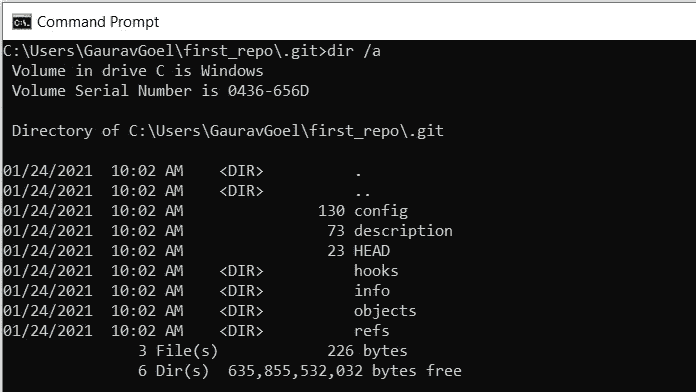 C:\. Command Prompt
C:\Users\GauravGoel\first_repo\.git>dir /a
 Volume in drive C is Windows
 Volume Serial Number is 0436-656D

 Directory of C:\Users\GauravGoel\first_repo\.git

01/24/2021  10:02 AM    <DIR>          .
01/24/2021  10:02 AM    <DIR>          ..
01/24/2021  10:02 AM               130 config
01/24/2021  10:02 AM                73 description
01/24/2021  10:02 AM                23 HEAD
01/24/2021  10:02 AM    <DIR>          hooks
01/24/2021  10:02 AM    <DIR>          info
01/24/2021  10:02 AM    <DIR>          objects
01/24/2021  10:02 AM    <DIR>          refs
               3 File(s)            226 bytes
               6 Dir(s)  635,855,532,032 bytes free